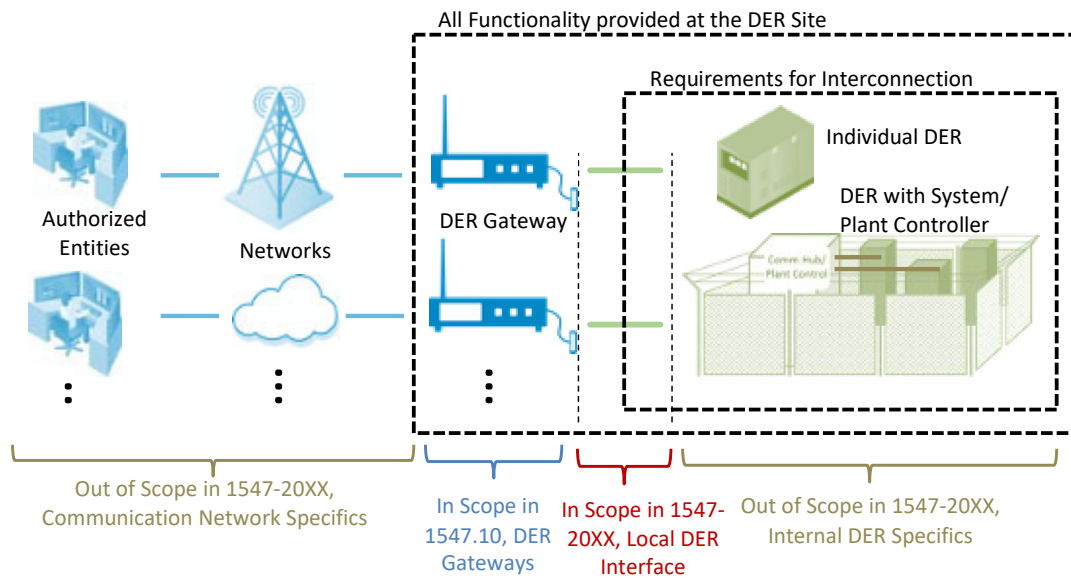 All Functionality provided at the DER Site
Requirements for Interconnection
Individual DER
DER with System/
Plant Controller
Authorized
Entities
Networks
DER Gateway
Comm Hub/
Plant Control
Out of Scope in 1547-20XX,
Communication Network Specifics
In Scope in
1547.10, DER
Gateways
In Scope in 1547-
20XX, Local DER
Interface
Out of Scope in 1547-20XX,
Internal DER Specifics